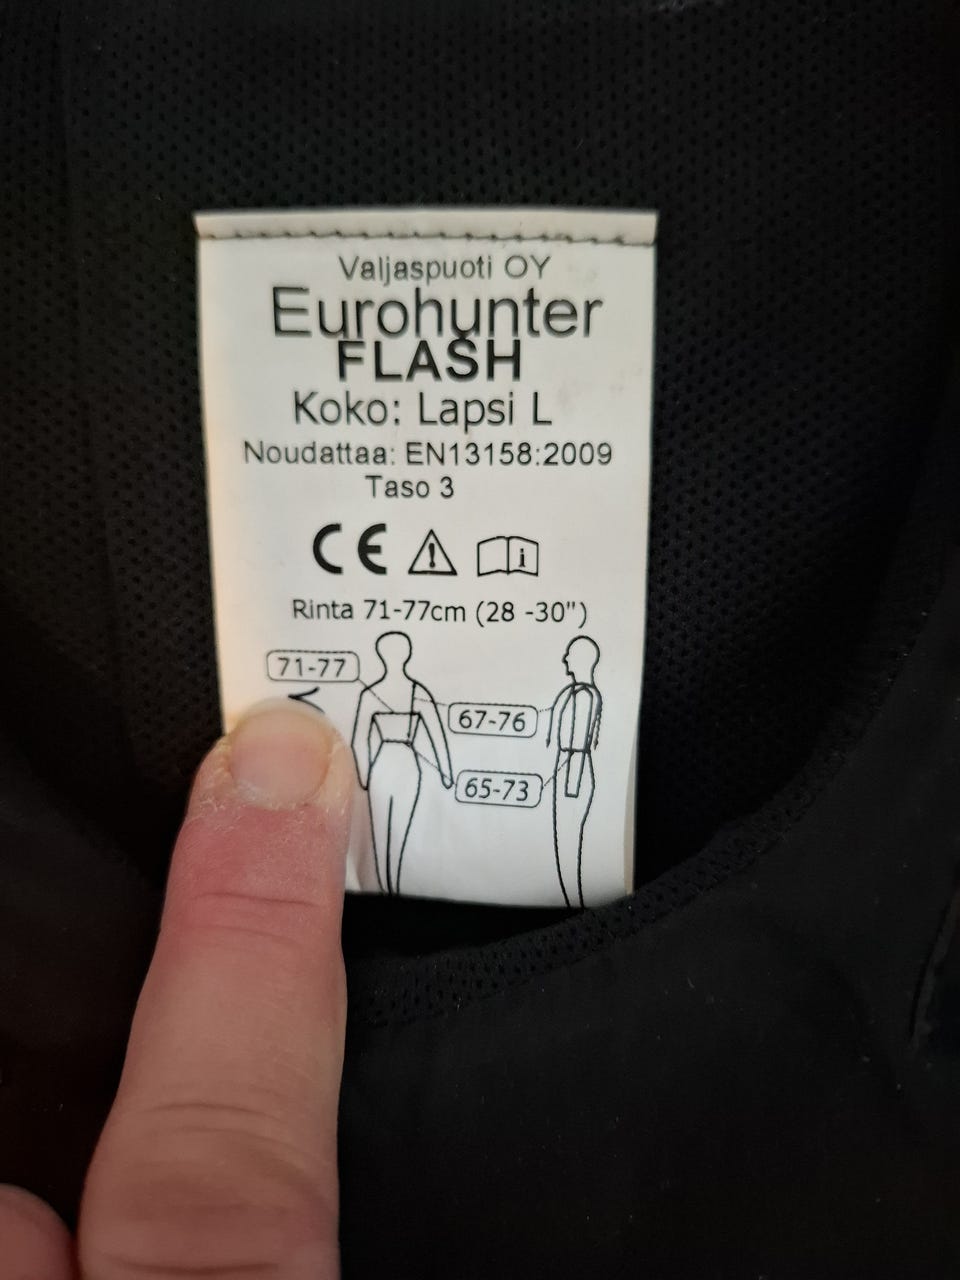 Valjaspuoti OY
Eurohunter
FLASH
Koko: Lapsi L
Noudattaa: EN13158:2009
Taso 3
CE
Rinta 71-77cm (28 -30")
71-77
67-76
65-73